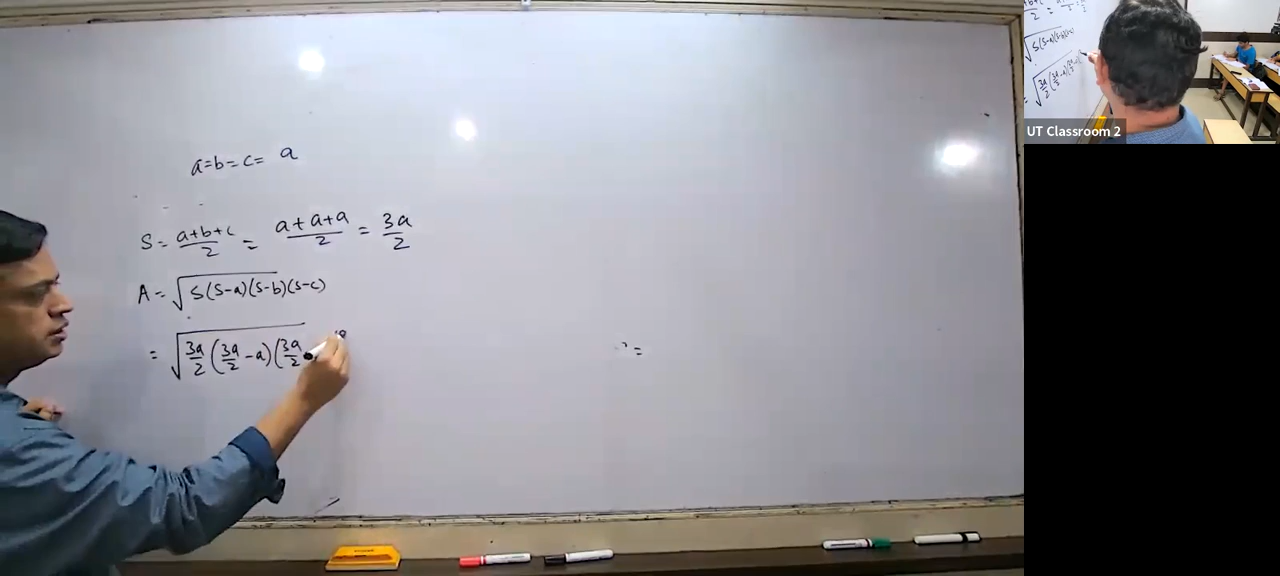 a=b=c= a
S = a+b+c/2 = a+a+a/2 = 3a/2
A = √S(S-a)(S-b)(S-c)
= √3a/2 (3a/2 - a)(3a/2
=
UT Classroom 2